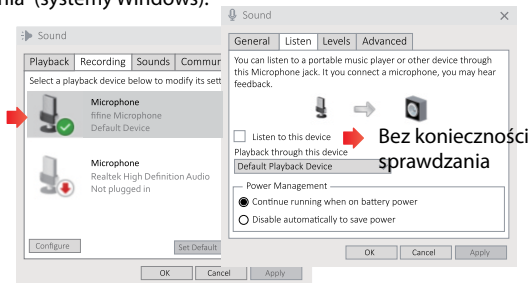 nia" (systemy Windows).
Sound
Playback Recording Sounds Commun
Select a playback device below to modify its sett
Microphone
fifine Microphone
Default Device
Microphone
Realtek High Definition Audio
Not plugged in
Configure
Set Default
OK Cancel Apply
Sound
General Listen Levels Advanced
You can listen to a portable music player or other device through
this Microphone jack. It you connect a microphone, you may hear
feedback.
Listen to this device
Bez konieczności
sprawdzania
Playback through this device
Default Playback Device
Power Management
Continue running when on battery power
Disable automatically to save power
OK Cancel Apply